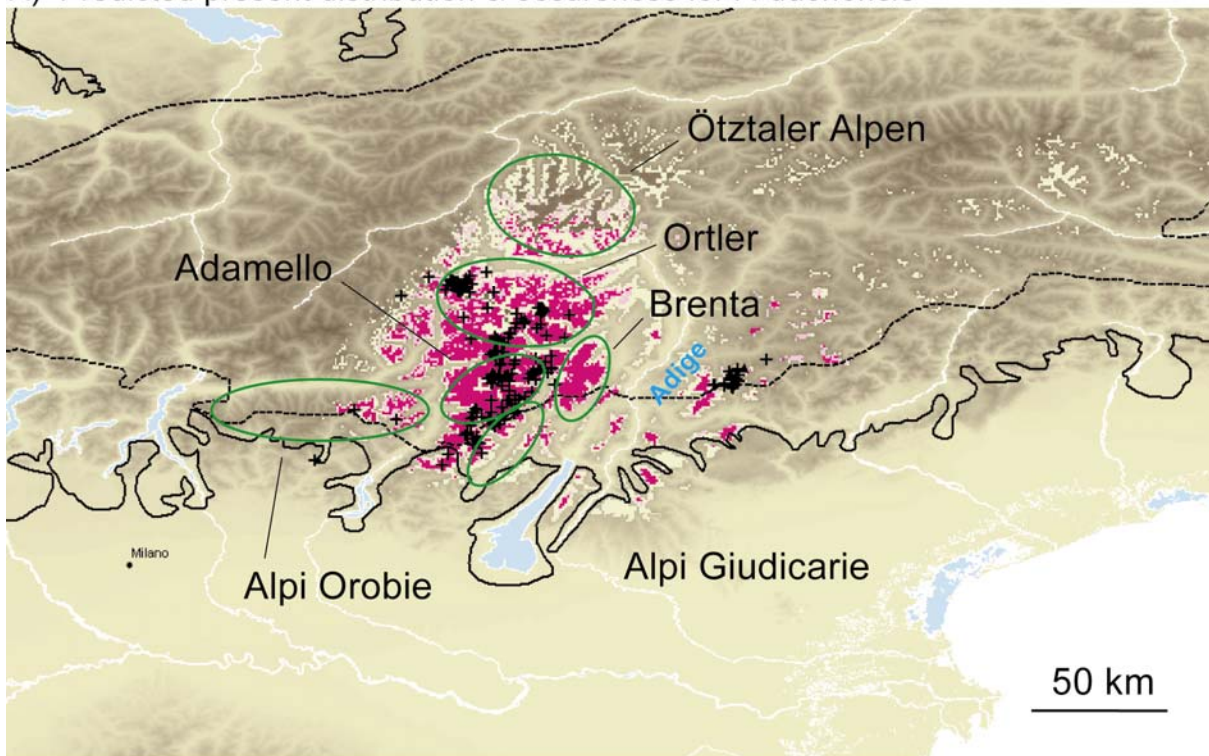 Ötztaler Alpen
Ortler
Adamello
Brenta
Adige
Milano
Alpi Orobie
Alpi Giudicarie
50 km